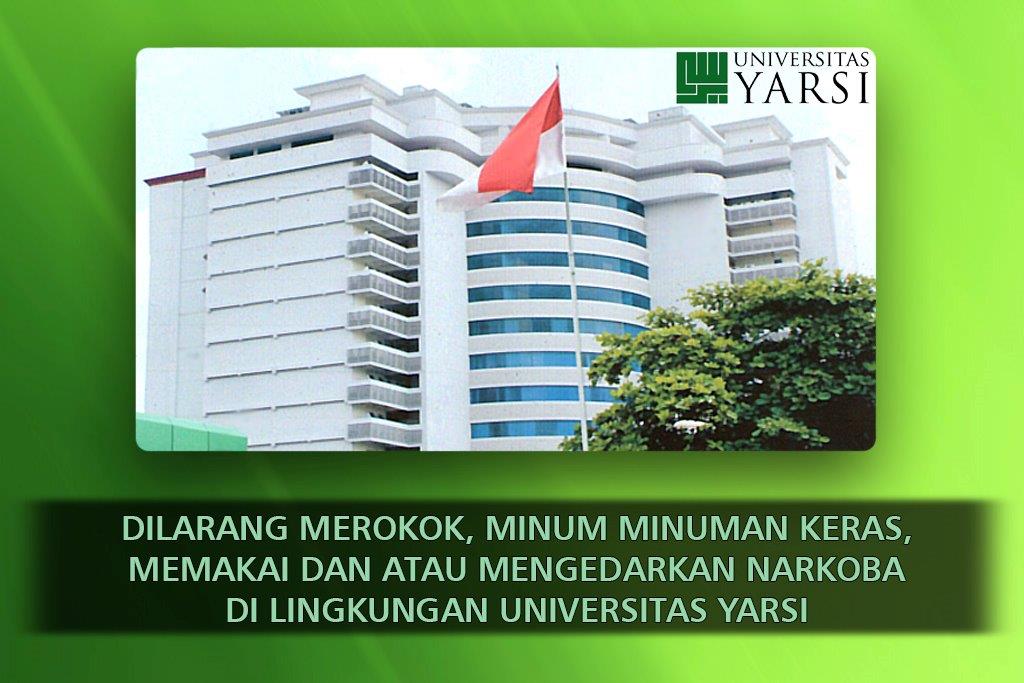 UNIVERSITAS
YARSI
DILARANG MEROKOK, MINUM MINUMAN KERAS,
MEMAKAI DAN ATAU MENGEDARKAN NARKOBA
DI LINGKUNGAN UNIVERSITAS YARSI